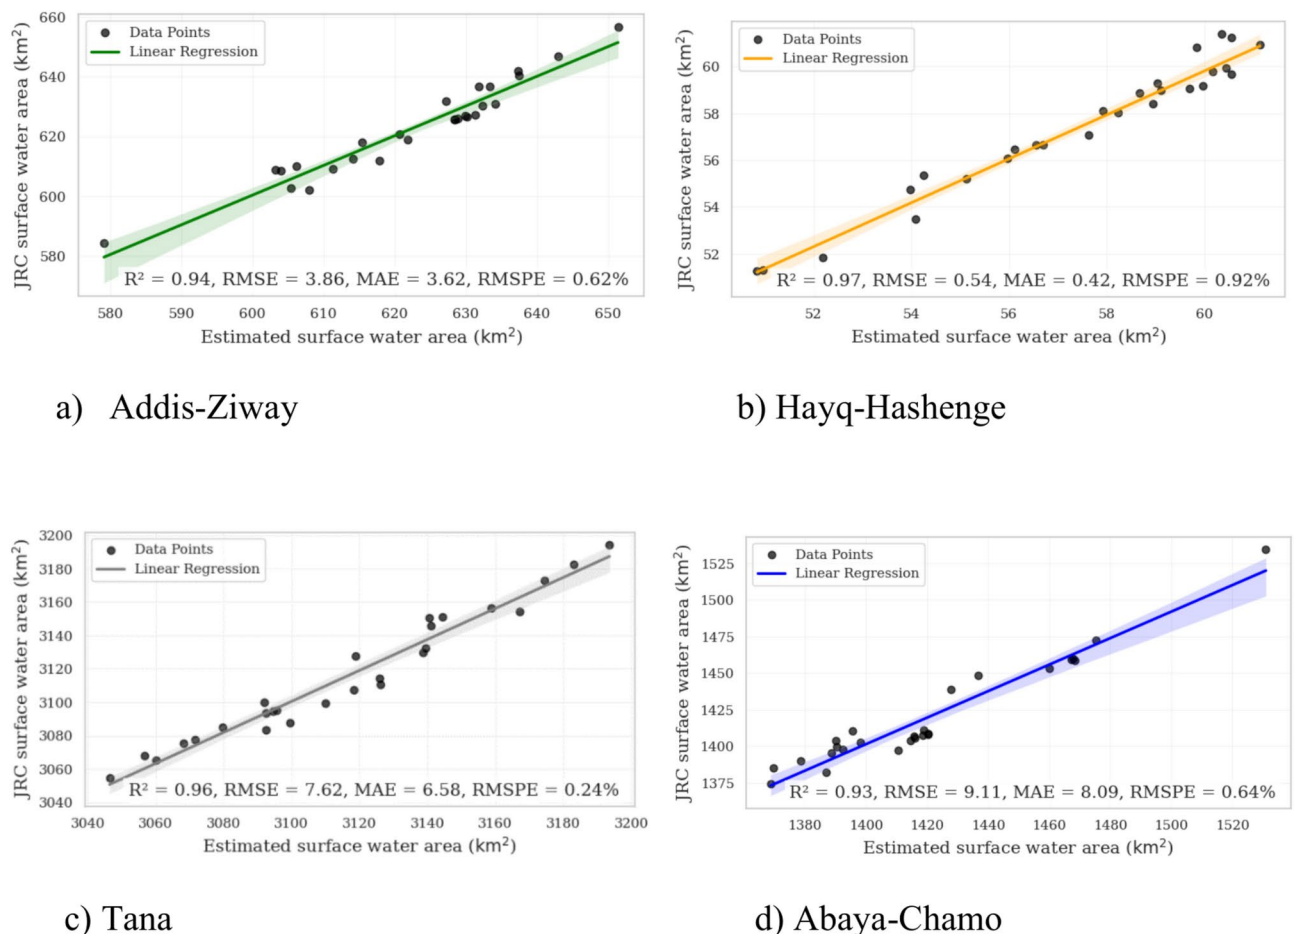 660
640
620
600
580
JRC surface water area (km²)
Data Points
Linear Regression
R² = 0.94, RMSE = 3.86, MAE = 3.62, RMSPE = 0.62%
580 590 600 610 620 630 640 650
Estimated surface water area (km²)
a) Addis-Ziway
60
58
56
54
52
JRC surface water area (km²)
Data Points
Linear Regression
R² = 0.97, RMSE = 0.54, MAE = 0.42, RMSPE = 0.92%
52 54 56 58 60
Estimated surface water area (km²)
b) Hayq-Hashenge
3200
3180
3160
3140
3120
3100
3080
3060
3040
JRC surface water area (km²)
Data Points
Linear Regression
R² = 0.96, RMSE = 7.62, MAE = 6.58, RMSPE = 0.24%
3040 3060 3080 3100 3120 3140 3160 3180 3200
Estimated surface water area (km²)
c) Tana
1525
1500
1475
1450
1425
1400
1375
JRC surface water area (km²)
Data Points
Linear Regression
R² = 0.93, RMSE = 9.11, MAE = 8.09, RMSPE = 0.64%
1380 1400 1420 1440 1460 1480 1500 1520
Estimated surface water area (km²)
d) Abaya-Chamo